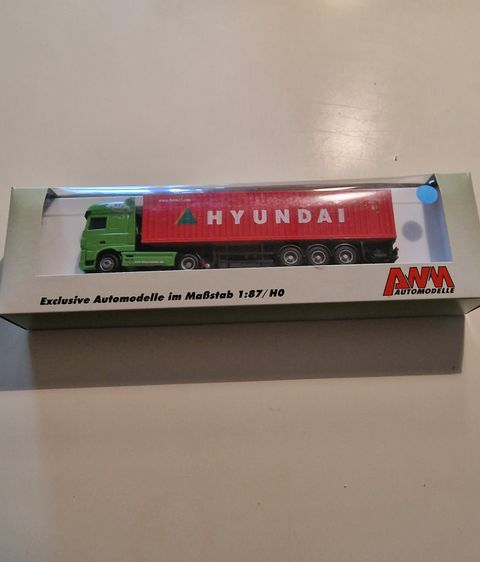 HYUNDAI
Exclusive Automodelle im Maßstab 1:87/H0
AWM
AUTOMODELLE